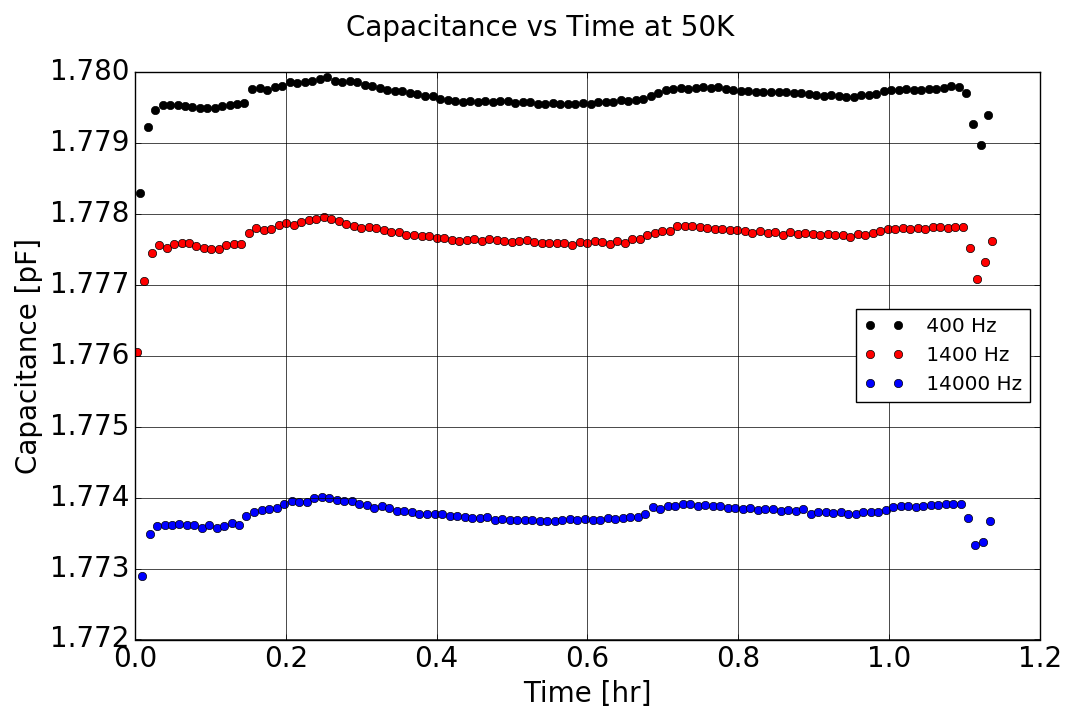 Capacitance vs Time at 50K
Capacitance [pF]
1.780
1.779
1.778
1.777
1.776
1.775
1.774
1.773
1.772
400 Hz
1400 Hz
14000 Hz
0.0 0.2 0.4 0.6 0.8 1.0 1.2
Time [hr]